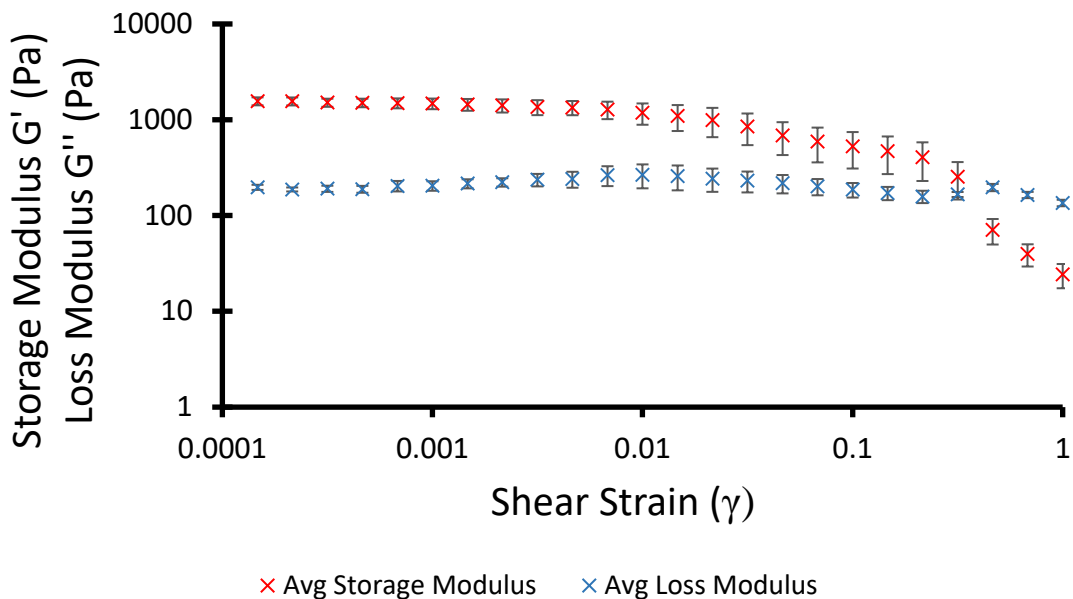 Storage Modulus G' (Pa)
Loss Modulus G'' (Pa)
10000
1000
100
10
1
0.0001 0.001 0.01 0.1 1
Shear Strain (γ)
Avg Storage Modulus Avg Loss Modulus